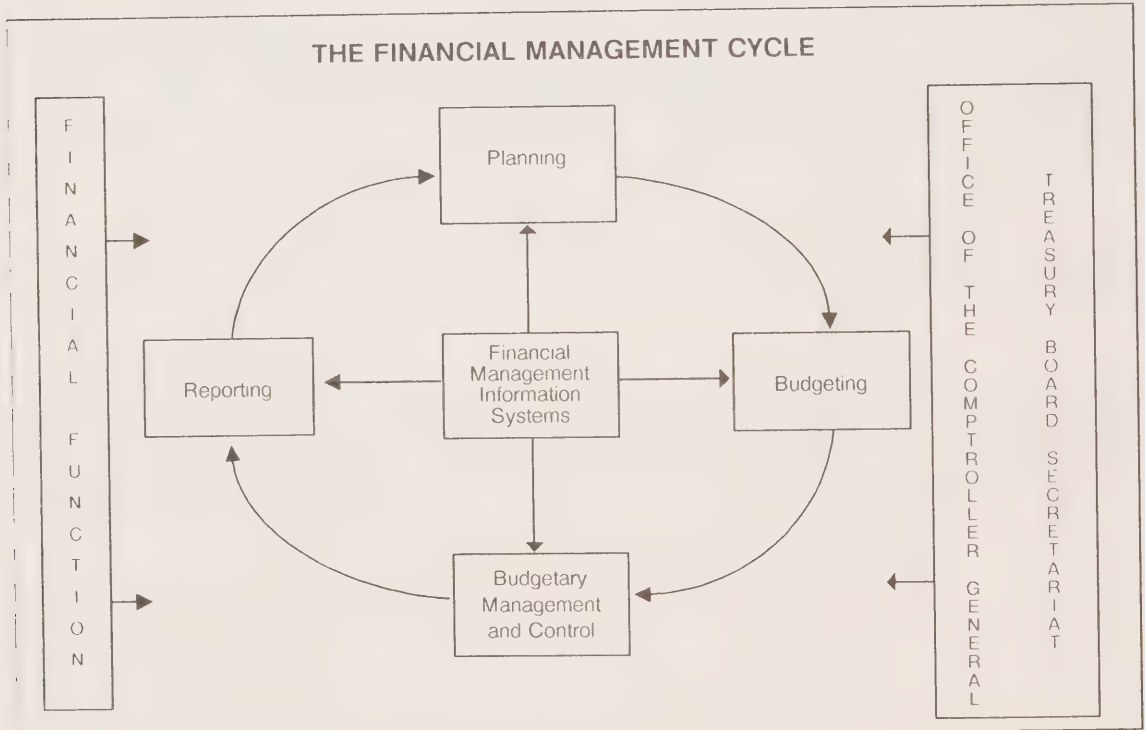 THE FINANCIAL MANAGEMENT CYCLE
FINANCIAL FUNCTION
Planning
Reporting
Financial
Management
Information
Systems
Budgeting
Budgetary
Management
and Control
OFFICE OF THE COMPTROLLER GENERAL
TREASURY BOARD SECRETARIAT